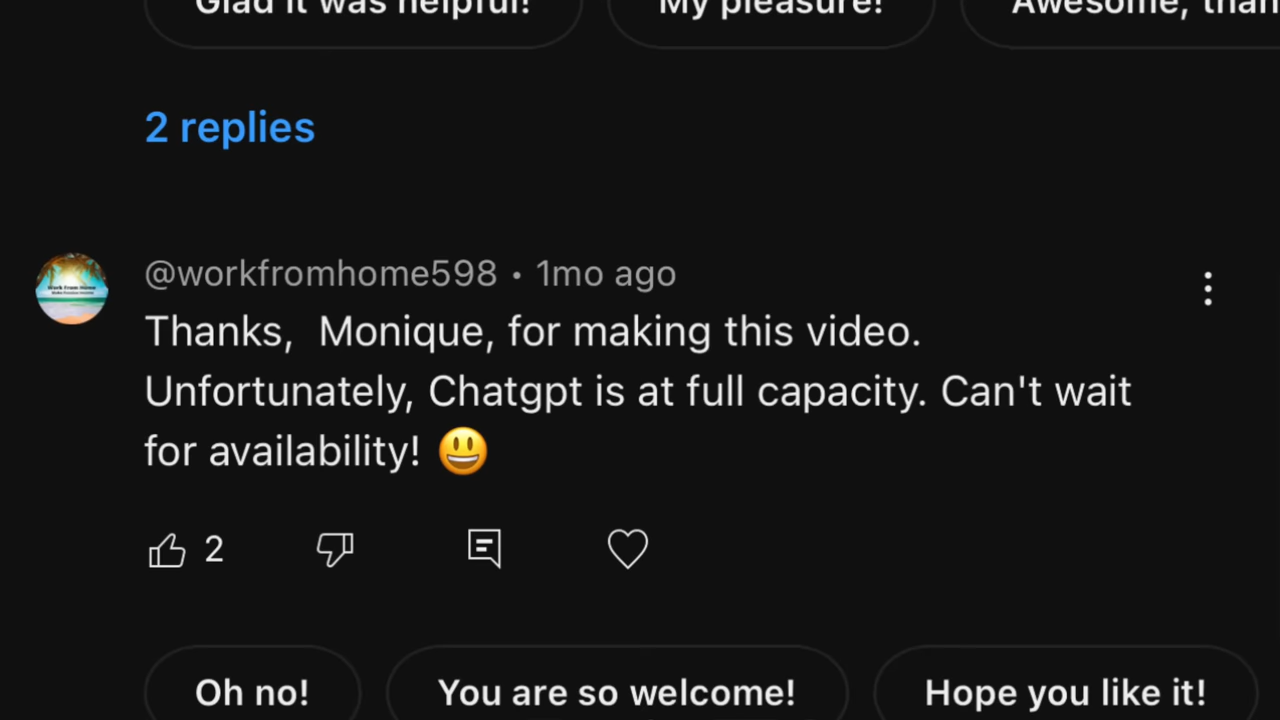 Glad it was helpful!
My pleasure!
Awesome, than
2 replies
@workfromhome598 • 1mo ago
Thanks,  Monique, for making this video.
Unfortunately, Chatgpt is at full capacity. Can't wait
for availability! 😃
2
Oh no!
You are so welcome!
Hope you like it!